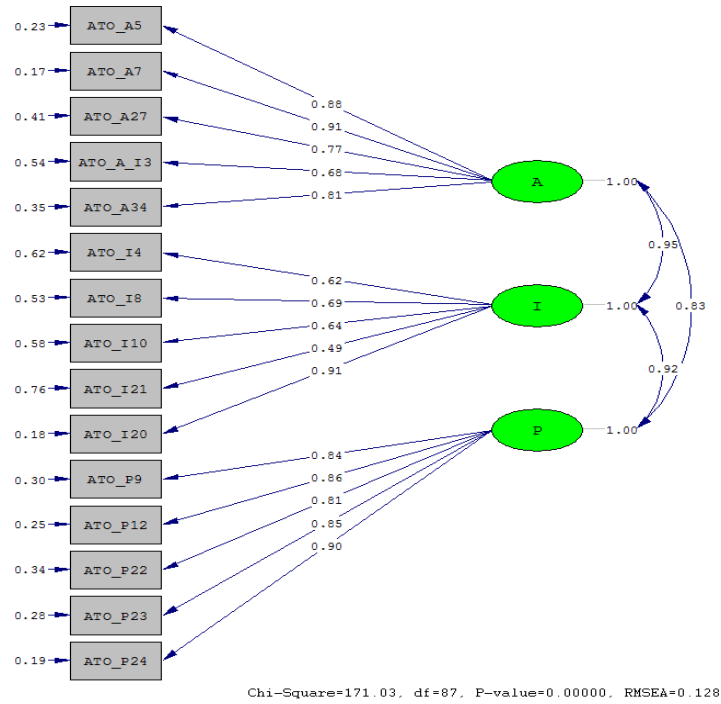 0.23 ATO_A5
0.17 ATO_A7
0.88
0.41 ATO_A27
0.91
0.77
0.54 ATO_A_I3
0.68
A 1.00
0.35 ATO_A34
0.81
0.62 ATO_I4
0.95
0.62
0.53 ATO_I8
0.69
I 1.00 0.83
0.64
0.58 ATO_I10
0.49
0.92
0.76 ATO_I21
0.91
0.18 ATO_I20
P 1.00
0.84
0.30 ATO_P9
0.86
0.81
0.25 ATO_P12
0.85
0.90
0.34 ATO_P22
0.28 ATO_P23
0.19 ATO_P24
Chi-Square=171.03, df=87, P-value=0.00000, RMSEA=0.128